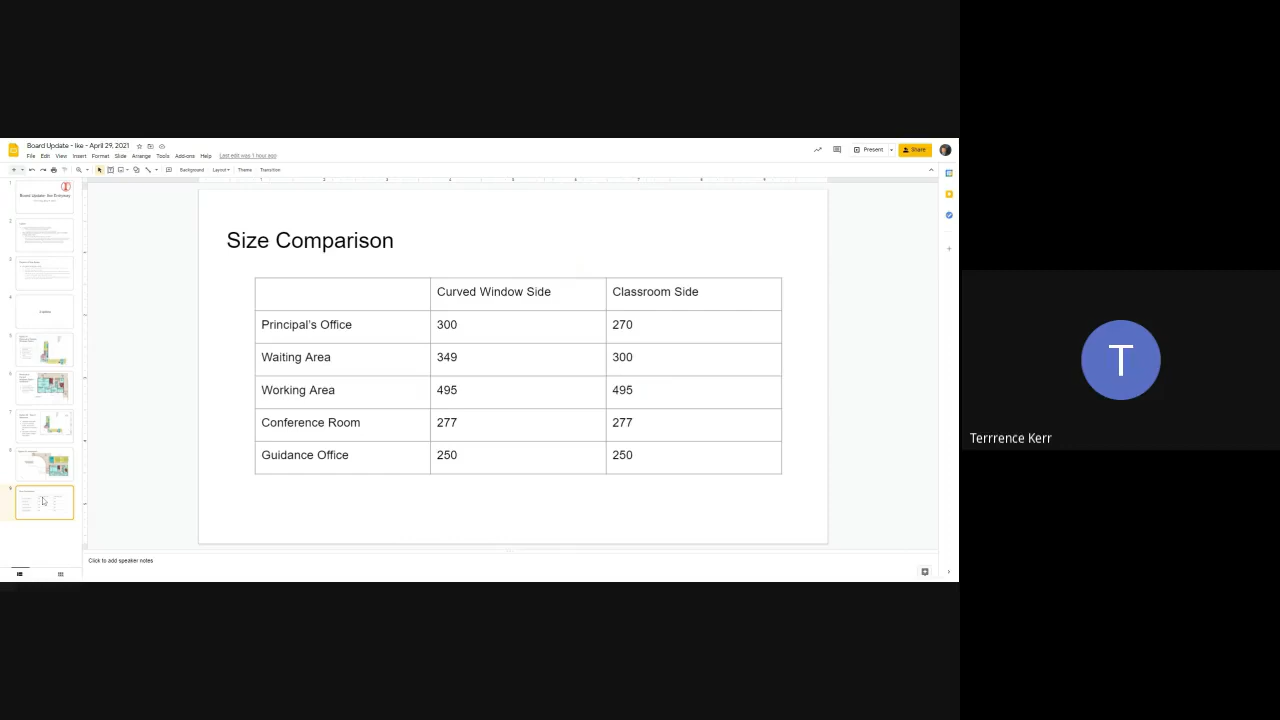 Board Update - Ike - April 29, 2021
File Edit View Insert Format Slide Arrange Tools Add-ons Help Last edit was 1 hour ago
Present
Share
Background Layout Theme Transition
Size Comparison
Curved Window Side Classroom Side
Principal's Office 300 270
Waiting Area 349 300
Working Area 495 495
Conference Room 277 277
Guidance Office 250 250
Click to add speaker notes
T
Terrrence Kerr